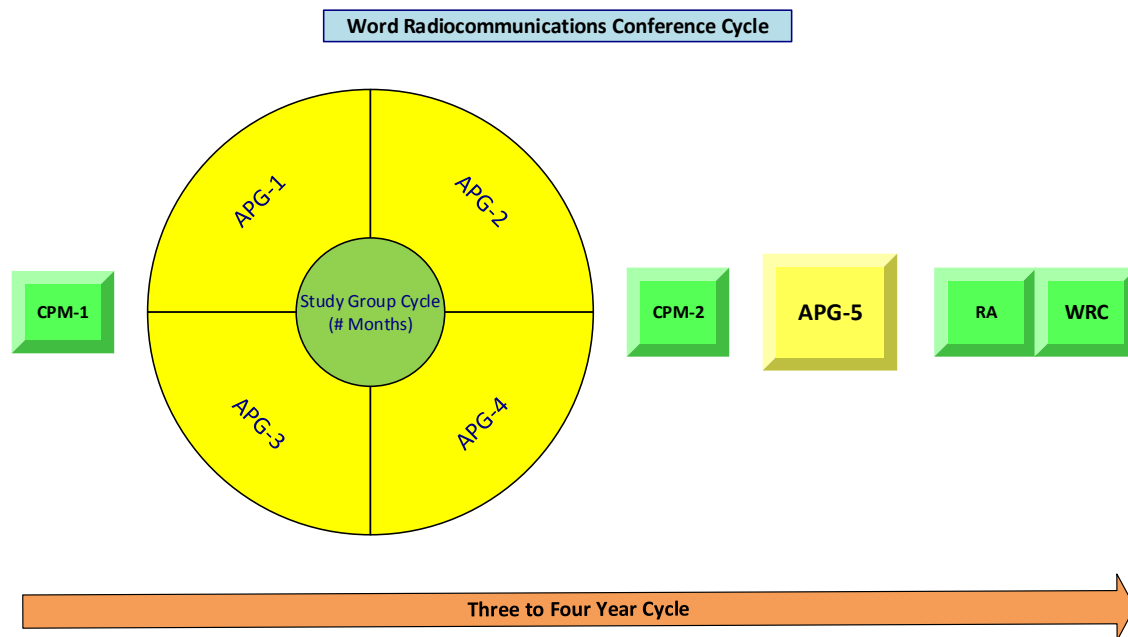 Word Radiocommunications Conference Cycle
CPM-1
APG-1
APG-2
Study Group Cycle
(# Months)
APG-3
APG-4
CPM-2
APG-5
RA
WRC
Three to Four Year Cycle